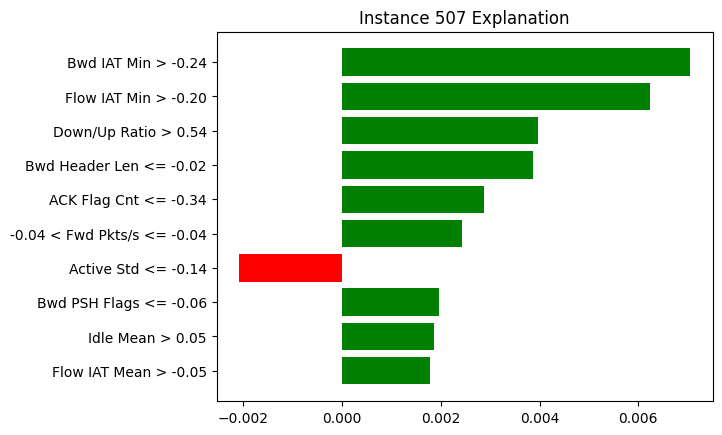 Instance 507 Explanation
Bwd IAT Min > -0.24
Flow IAT Min > -0.20
Down/Up Ratio > 0.54
Bwd Header Len <= -0.02
ACK Flag Cnt <= -0.34
-0.04 < Fwd Pkts/s <= -0.04
Active Std <= -0.14
Bwd PSH Flags <= -0.06
Idle Mean > 0.05
Flow IAT Mean > -0.05
−0.002 0.000 0.002 0.004 0.006